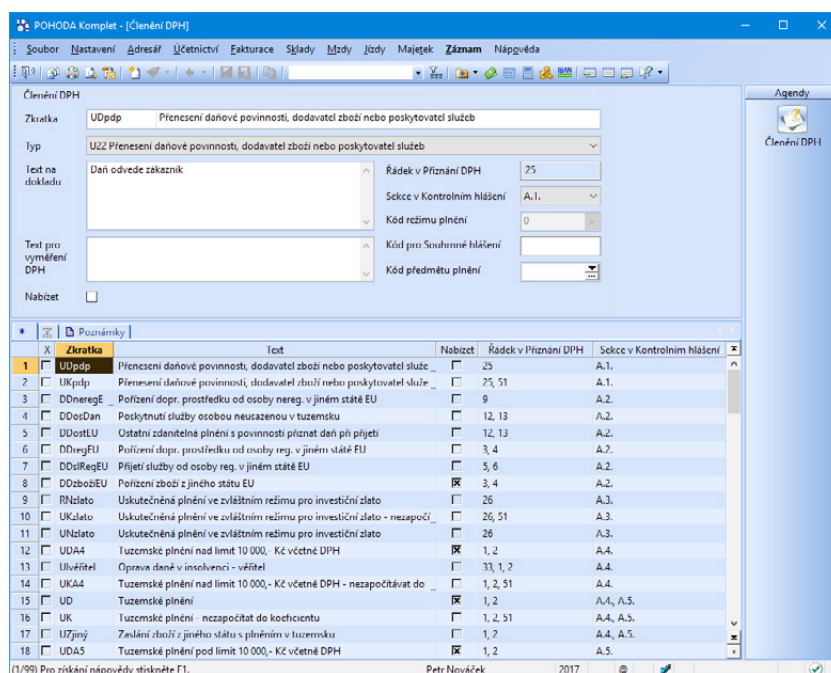 POHODA Komplet - [Členění DPH]
Soubor Nastavení Adresář Účetnictví Fakturace Sklady Mzdy Jízdy Majetek Záznam Nápověda
Členění DPH
Agendy
Zkratka UDpdp Přenesení daňové povinnosti, dodavatel zboží nebo poskytovatel služeb
Členění DPH
Typ U22 Přenesení daňové povinnosti, dodavatel zboží nebo poskytovatel služeb
Text na dokladu Daň odvede zákazník
Řádek v Přiznání DPH 25
Sekce v Kontrolním hlášení A.1.
Kód režimu plnění 0
Text pro vyměření DPH
Kód pro Souhrnné hlášení
Kód předmětu plnění
Nabízet
* Poznámky
X Zkratka Text Nabízet Řádek v Přiznání DPH Sekce v Kontrolním hlášení
1 UDpdp Přenesení daňové povinnosti, dodavatel zboží nebo poskytovatel služe ... 25 A.1.
2 UKpdp Přenesení daňové povinnosti, dodavatel zboží nebo poskytovatel služe ... 25, 51 A.1.
3 DDneregE ... Pořízení dopr. prostředku od osoby nereg. v jiném státě EU 9 A.2.
4 DDosDan Poskytnutí služby osobou neusazenou v tuzemsku 12, 13 A.2.
5 DDostEU Ostatní zdanitelná plnění s povinností přiznat daň při přijetí 12, 13 A.2.
6 DDregEU Pořízení dopr. prostředku od osoby reg. v jiném státě EU 3, 4 A.2.
7 DDslRegEU Přijetí služby od osoby reg. v jiném státě EU 5, 6 A.2.
8 DDzbožíEU Pořízení zboží z jiného státu EU 3, 4 A.2.
9 RNzlato Uskutečněná plnění ve zvláštním režimu pro investiční zlato 26 A.3.
10 UKzlato Uskutečněná plnění ve zvláštním režimu pro investiční zlato - nezapočí ... 26, 51 A.3.
11 UNzlato Uskutečněná plnění ve zvláštním režimu pro investiční zlato 26 A.3.
12 UDA4 Tuzemské plnění nad limit 10 000,- Kč včetně DPH 1, 2 A.4.
13 UIvěřitel Oprava daně v insolvenci - věřitel 33, 1, 2 A.4.
14 UKA4 Tuzemské plnění nad limit 10 000,- Kč včetně DPH - nezapočítávat do ... 1, 2, 51 A.4.
15 UD Tuzemské plnění 1, 2 A.4., A.5.
16 UK Tuzemské plnění - nezapočítat do koeficientu 1, 2, 51 A.4., A.5.
17 UZjiný Zaslání zboží z jiného státu s plněním v tuzemsku 1, 2 A.4., A.5.
18 UDA5 Tuzemské plnění pod limit 10 000,- Kč včetně DPH 1, 2 A.5.
(1/99) Pro získání nápovědy stiskněte F1. Petr Nováček 2017 @